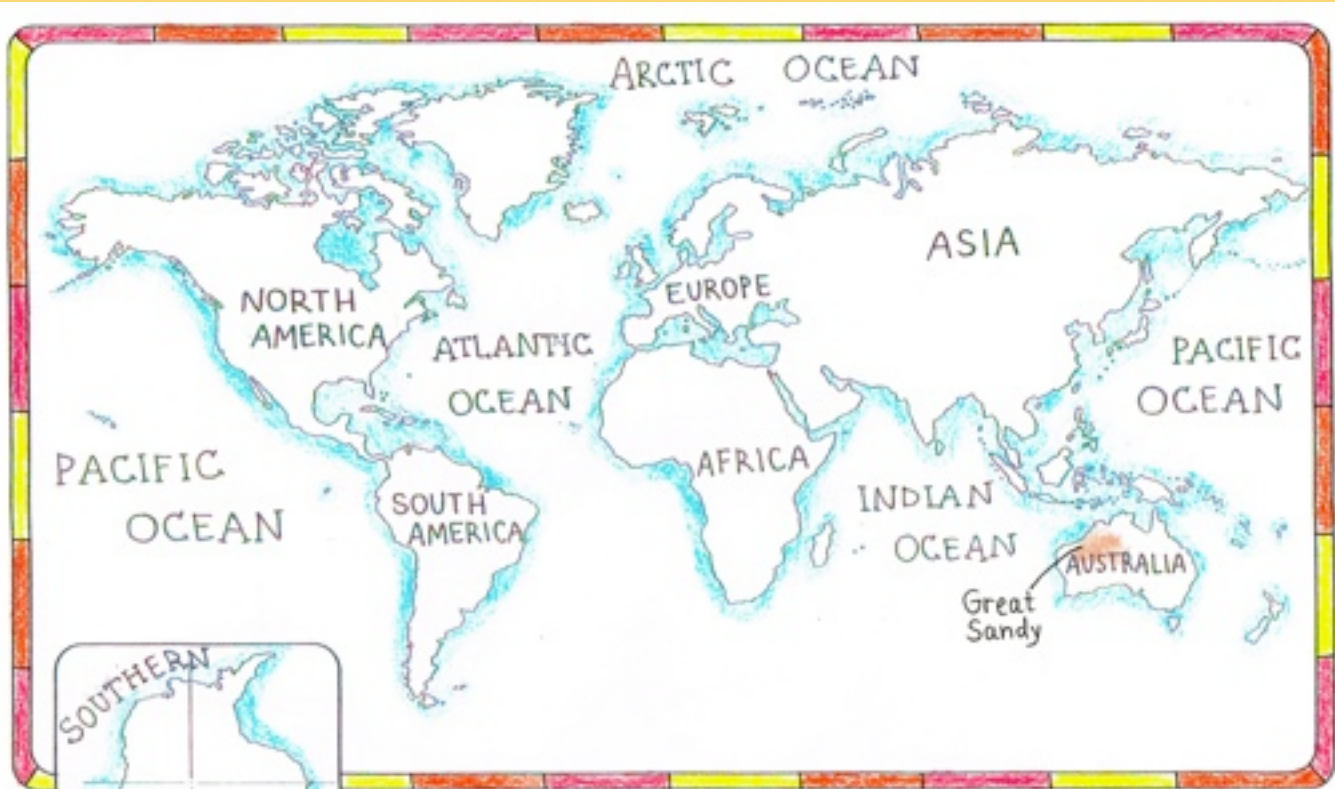 ARCTIC OCEAN
ASIA
NORTH
AMERICA
EUROPE
ATLANTIC
OCEAN
PACIFIC
OCEAN
PACIFIC
OCEAN
AFRICA
SOUTH
AMERICA
INDIAN
OCEAN
AUSTRALIA
Great
Sandy
SOUTHERN